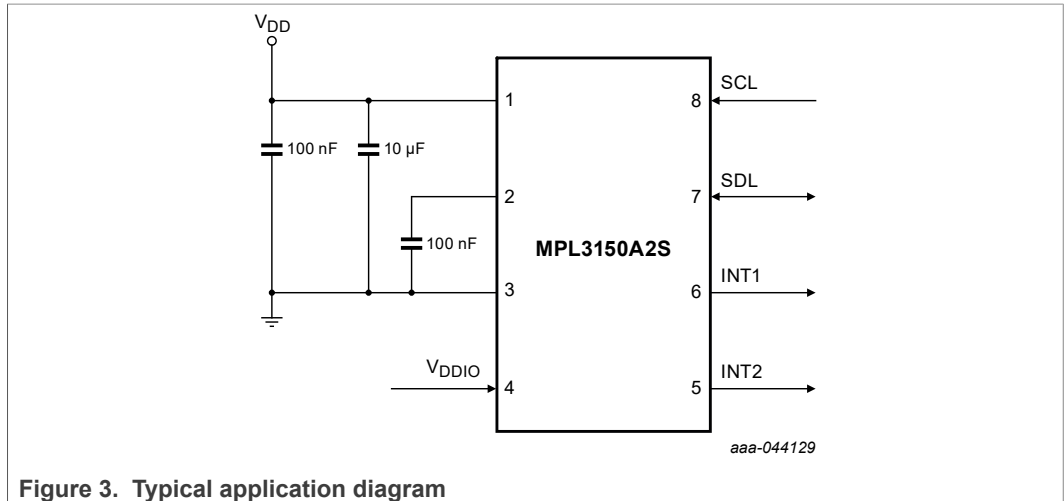 VDD
1
8
SCL
100 nF
10 µF
2
7
SDL
100 nF
MPL3150A2S
3
6
INT1
VDDIO
4
5
INT2
aaa-044129
Figure 3. Typical application diagram